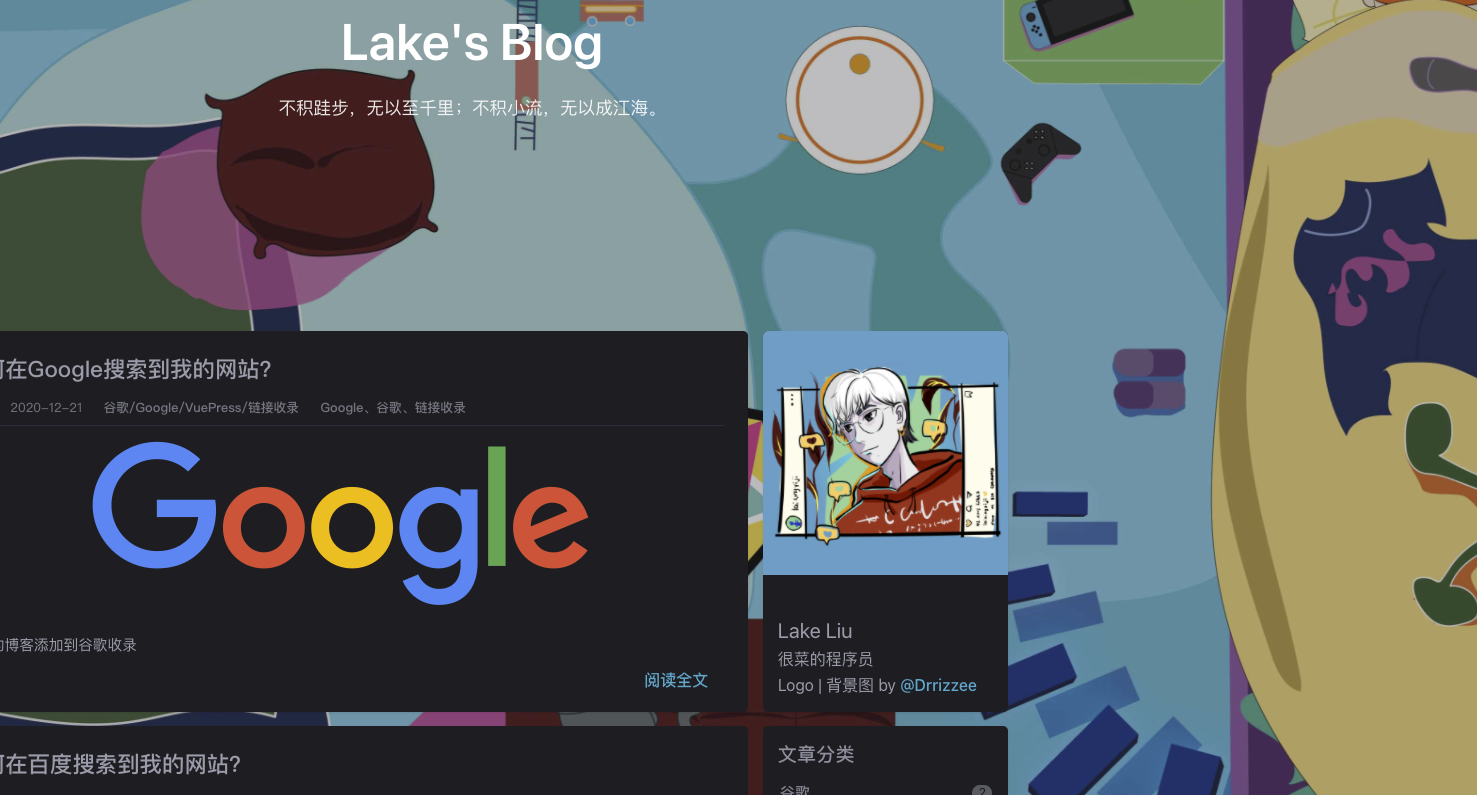 Lake's Blog
不积跬步，无以至千里；不积小流，无以成江海。
在Google搜索到我的网站?
2020-12-21 谷歌/Google/VuePress/链接收录 Google、谷歌、链接收录
Google
博客添加到谷歌收录
阅读全文
在百度搜索到我的网站?
Lake Liu
很菜的程序员
Logo | 背景图 by @Drrizzee
文章分类
谷歌 2